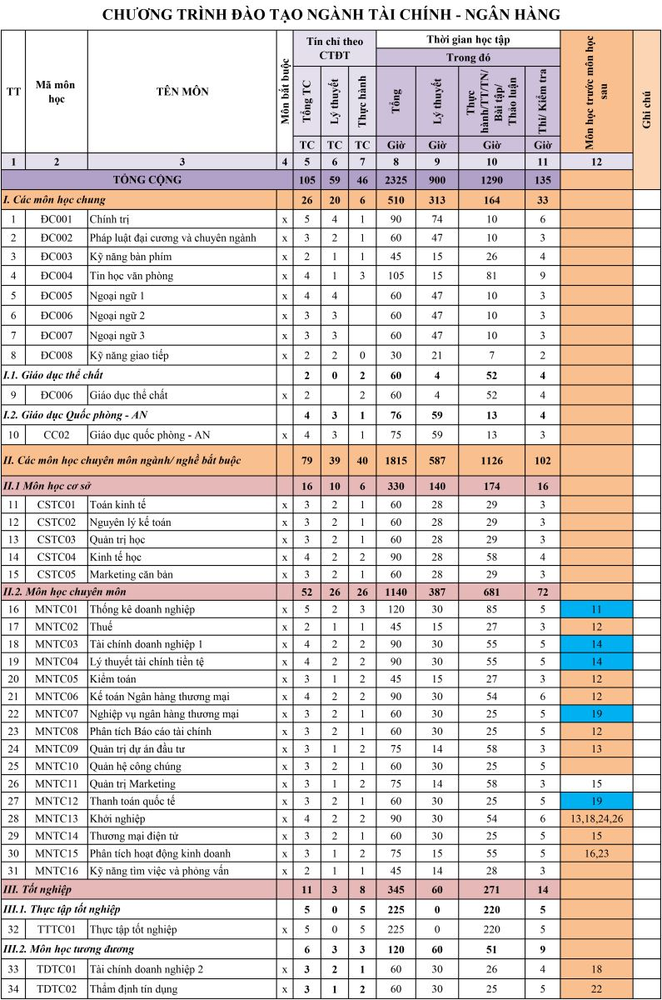 CHƯƠNG TRÌNH ĐÀO TẠO NGÀNH TÀI CHÍNH - NGÂN HÀNG
TT Mã môn học TÊN MÔN Môn bắt buộc Tín chỉ theo CTĐT Thời gian học tập Môn học trước môn học sau Ghi chú
Trong đó
Tổng TC Lý thuyết Thực hành Tổng Lý thuyết Thực hành/TT/TN/ Bài tập/ Thảo luận Thi/ Kiểm tra
TC TC TC Giờ Giờ Giờ Giờ
1 2 3 4 5 6 7 8 9 10 11 12
TỔNG CỘNG 105 59 46 2325 900 1290 135
I. Các môn học chung 26 20 6 510 313 164 33
1 ĐC001 Chính trị x 5 4 1 90 74 10 6
2 ĐC002 Pháp luật đại cương và chuyên ngành x 3 2 1 60 47 10 3
3 ĐC003 Kỹ năng bàn phím x 2 1 1 45 15 26 4
4 ĐC004 Tin học văn phòng x 4 1 3 105 15 81 9
5 ĐC005 Ngoại ngữ 1 x 4 4 60 47 10 3
6 ĐC006 Ngoại ngữ 2 x 3 3 60 47 10 3
7 ĐC007 Ngoại ngữ 3 x 3 3 60 47 10 3
8 ĐC008 Kỹ năng giao tiếp x 2 2 0 30 21 7 2
I.1. Giáo dục thể chất 2 0 2 60 4 52 4
9 ĐC006 Giáo dục thể chất x 2 2 60 4 52 4
I.2. Giáo dục Quốc phòng - AN 4 3 1 76 59 13 4
10 CC02 Giáo dục quốc phòng - AN x 4 3 1 75 59 13 3
II. Các môn học chuyên môn ngành/ nghề bắt buộc 79 39 40 1815 587 1126 102
II.1 Môn học cơ sở 16 10 6 330 140 174 16
11 CSTC01 Toán kinh tế x 3 2 1 60 28 29 3
12 CSTC02 Nguyên lý kế toán x 3 2 1 60 28 29 3
13 CSTC03 Quản trị học x 3 2 1 60 28 29 3
14 CSTC04 Kinh tế học x 4 2 2 90 28 58 4
15 CSTC05 Marketing căn bản x 3 2 1 60 28 29 3
II.2. Môn học chuyên môn 52 26 26 1140 387 681 72
16 MNTC01 Thống kê doanh nghiệp x 5 2 3 120 30 85 5 11
17 MNTC02 Thuế x 2 1 1 45 15 27 3 12
18 MNTC03 Tài chính doanh nghiệp 1 x 4 2 2 90 30 55 5 14
19 MNTC04 Lý thuyết tài chính tiền tệ x 4 2 2 90 30 55 5 14
20 MNTC05 Kiểm toán x 3 1 2 45 15 27 3 12
21 MNTC06 Kế toán Ngân hàng thương mại x 4 2 2 90 30 54 6 12
22 MNTC07 Nghiệp vụ ngân hàng thương mại x 3 2 1 60 30 25 5 19
23 MNTC08 Phân tích Báo cáo tài chính x 3 2 1 60 30 25 5 12
24 MNTC09 Quản trị dự án đầu tư x 3 1 2 75 14 58 3 13
25 MNTC10 Quan hệ công chúng x 3 2 1 60 30 25 5
26 MNTC11 Quản trị Marketing x 3 1 2 75 14 58 3 15
27 MNTC12 Thanh toán quốc tế x 3 2 1 60 30 25 5 19
28 MNTC13 Khởi nghiệp x 4 2 2 90 30 54 6 13,18,24,26
29 MNTC14 Thương mại điện tử x 3 2 1 60 30 25 5 15
30 MNTC15 Phân tích hoạt động kinh doanh x 3 1 2 75 15 55 5 16,23
31 MNTC16 Kỹ năng tìm việc và phỏng vấn x 2 1 1 45 14 28 3
III. Tốt nghiệp 11 3 8 345 60 271 14
III.1. Thực tập tốt nghiệp 5 0 5 225 0 220 5
32 TTTC01 Thực tập tốt nghiệp x 5 0 5 225 0 220 5
III.2. Môn học tương đương 6 3 3 120 60 51 9
33 TDTC01 Tài chính doanh nghiệp 2 x 3 2 1 60 30 26 4 18
34 TDTC02 Thẩm định tín dụng x 3 1 2 60 30 25 5 22